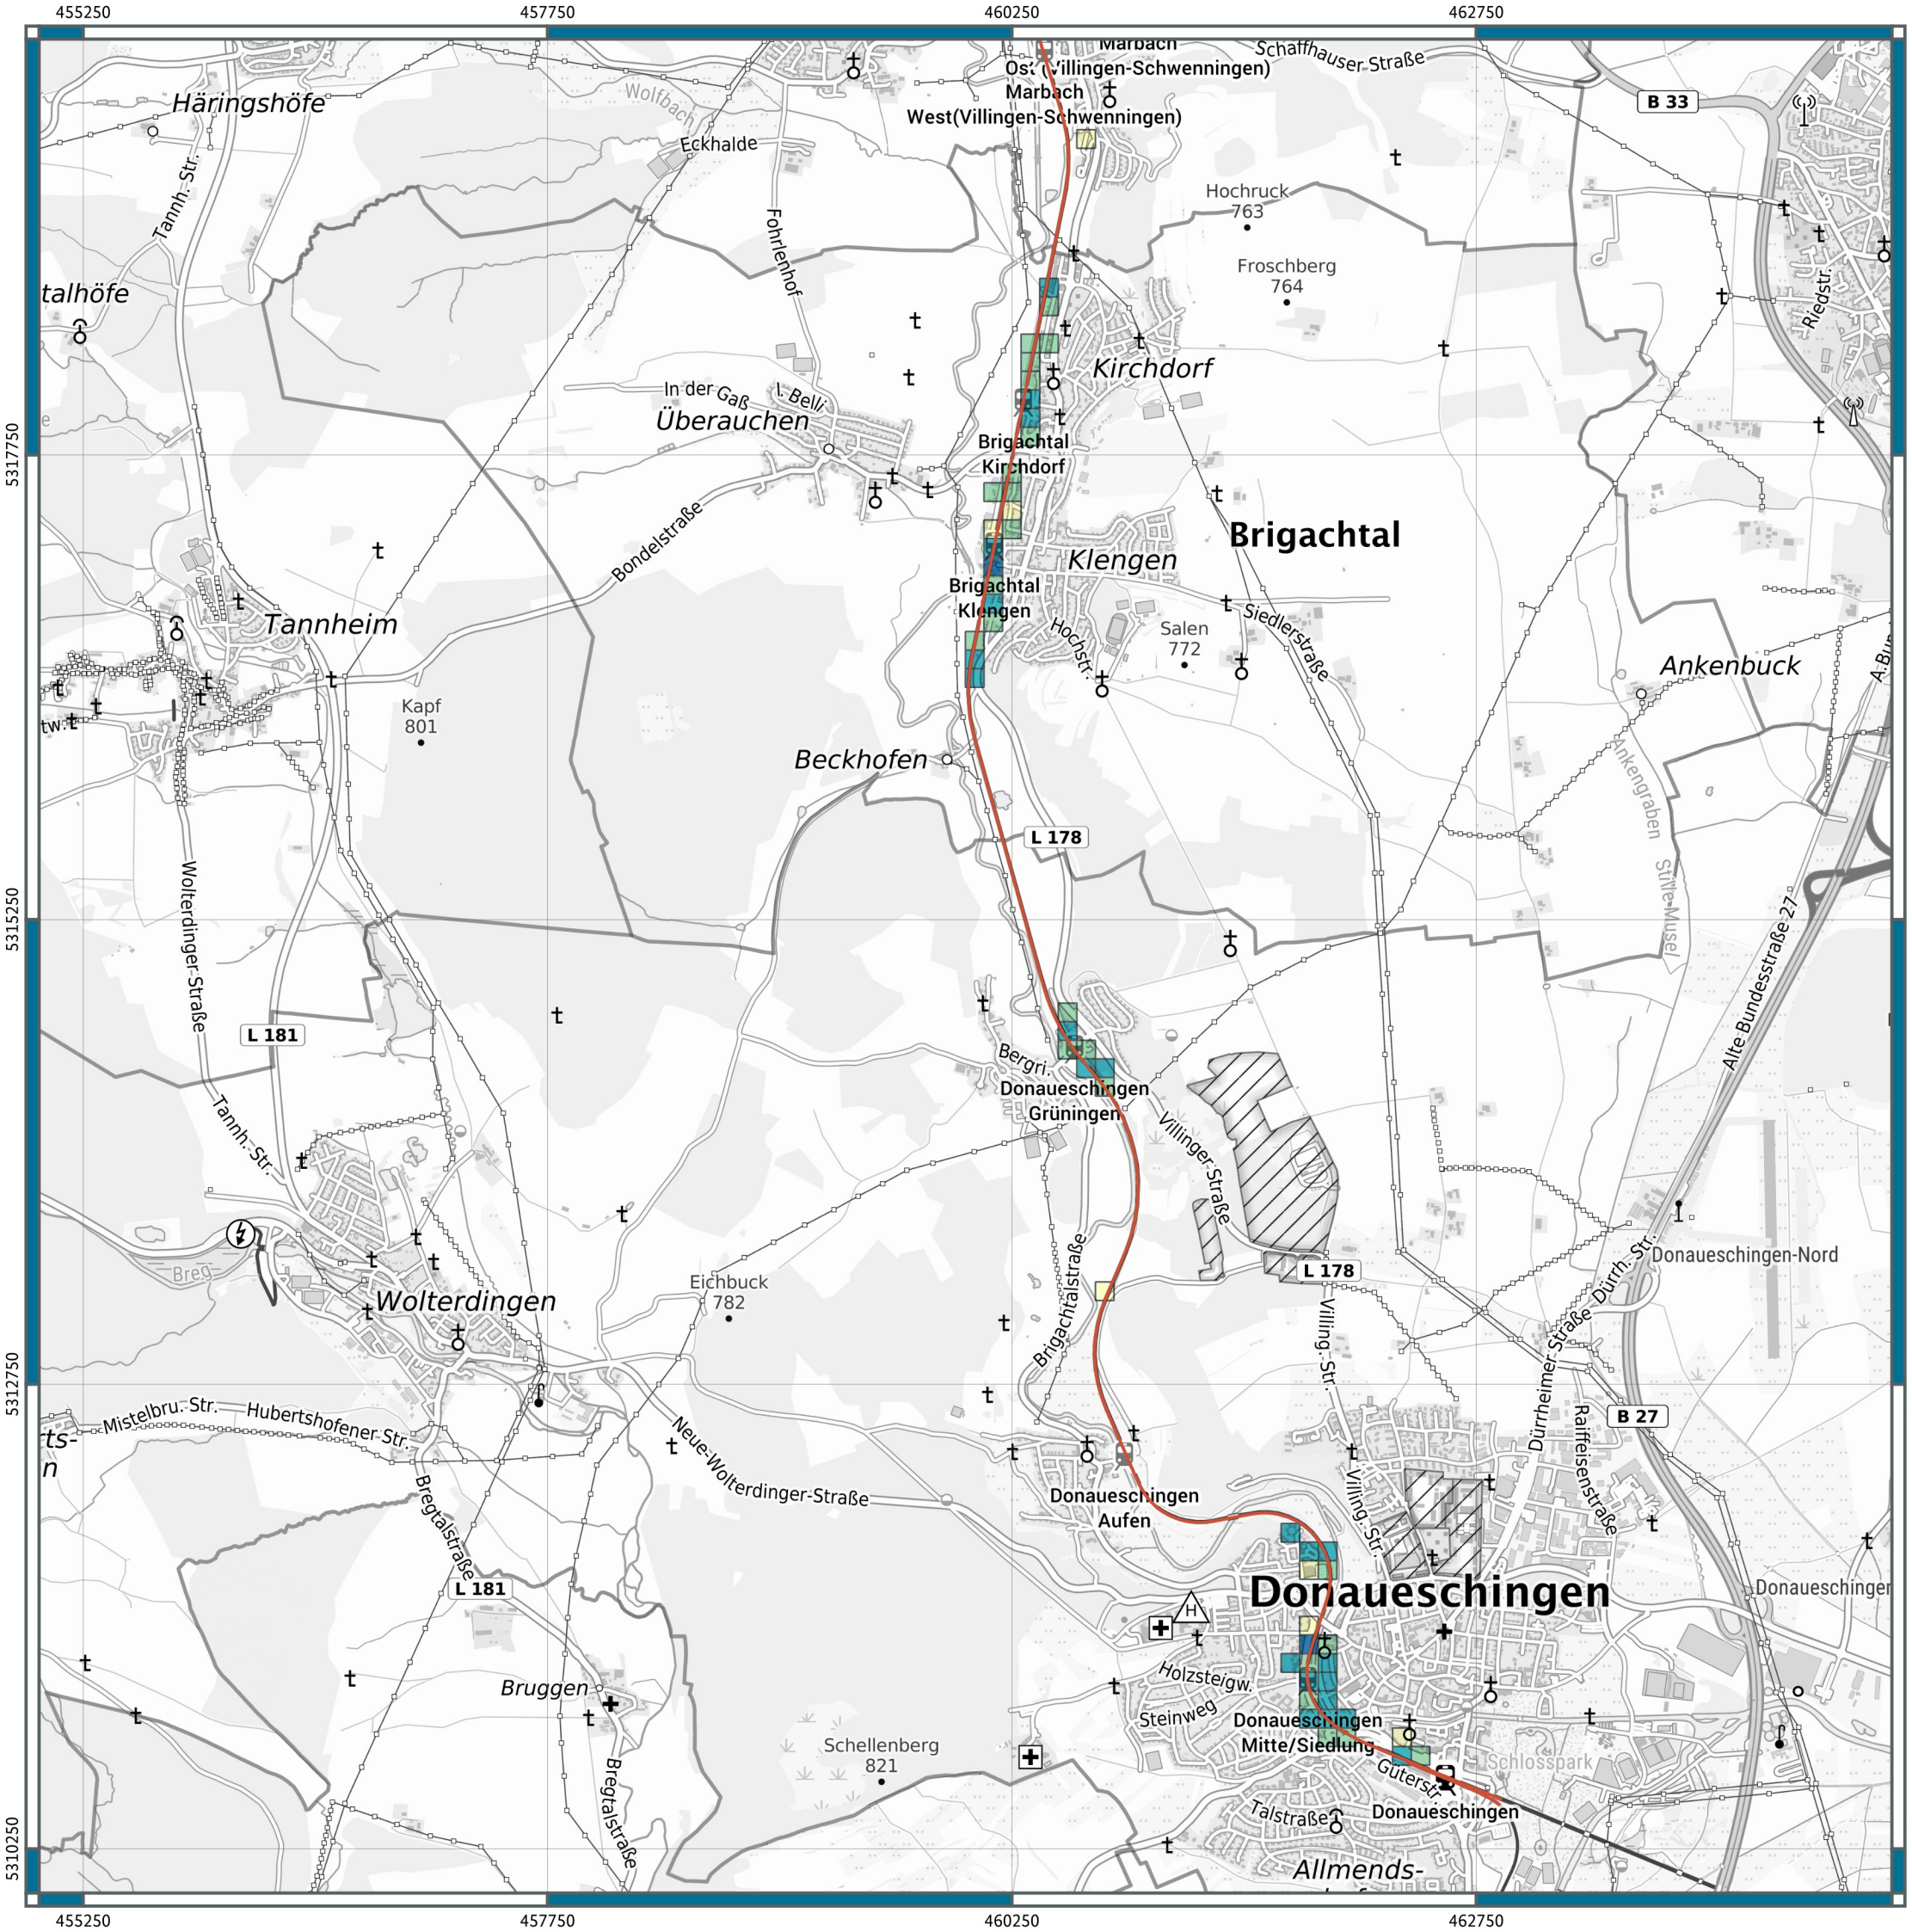 455250
457750
460250
462750
Marbach
Ost (Villingen-Schwenningen)
Schaffhauser Straße
Marbach
West(Villingen-Schwenningen)
B 33
Häringshöfe
Wolfbach
Eckhalde
Tannh. Str.
Hochruck
763
Fohrlenhof
Froschberg
764
talhöfe
Riedstr.
Kirchdorf
In der Gaß
I. Belli
Überauchen
5317750
Brigachtal
Kirchdorf
Bondelstraße
Brigachtal
Klengen
Brigachtal
Klengen
Tannheim
Hochstr.
Salen
772
Siedlerstraße
Ankenbuck
Kapf
801
tw.
Beckhofen
Ankengraben
L 178
Stille-Musel
Wolterdinger-Straße
5315250
Alte Bundesstraße 27
L 181
Bergri.
Donaueschingen
Grüningen
Tannh. Str.
Villinger-Straße
Breg
Donaueschingen-Nord
L 178
Eichbuck
782
Wolterdingen
Brigachtalstraße
Villing. Str.
Dürrh. Str.
Dürrheimer Straße
5312750
Mistelbru. Str.
Hubertshofener Str.
rts-
n
Neue-Wolterdinger-Straße
B 27
Raiffeisenstraße
Bregtalstraße
Villing. Str.
Donaueschingen
Aufen
L 181
Donaueschingen
Donaueschingen
H
Bruggen
Holzsteigw.
Steinweg
Donaueschingen
Mitte/Siedlung
Schellenberg
821
Schlosspark
Güterstr.
Bregtalstraße
Talstraße
Donaueschingen
5310250
Allmends-
455250
457750
460250
462750